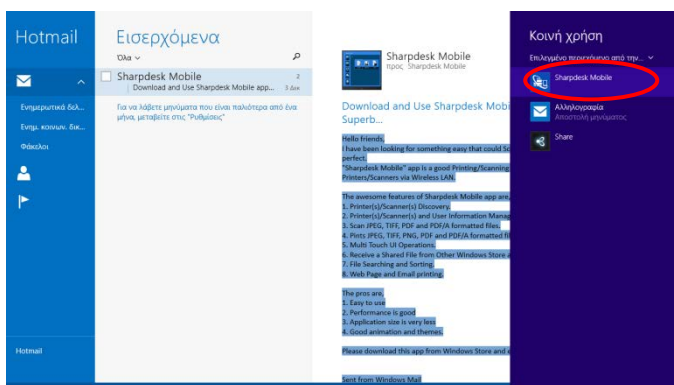 Hotmail
Ενημερωτικά δελ...
Ενημ. κοινων. δικ...
Φάκελοι
Hotmail
Εισερχόμενα
Όλα
Sharpdesk Mobile 2
Download and Use Sharpdesk Mobile app... 3 Δεκ
Για να λάβετε μηνύματα που είναι παλιότερα από ένα
μήνα, μεταβείτε στις "Ρυθμίσεις"
Sharpdesk Mobile
προς Sharpdesk Mobile
Download and Use Sharpdesk Mobi
Superb...
Hello friends,
I have been looking for something easy that could Sc
perfect.
"Sharpdesk Mobile" app is a good Printing/Scanning
Printers/Scanners via Wireless LAN.
The awesome features of Sharpdesk Mobile app are,
1. Printer(s)/Scanner(s) Discovery.
2. Printer(s)/Scanner(s) and User Information Manag
3. Scan JPEG, TIFF, PDF and PDF/A formatted files.
4. Pints JPEG, TIFF, PNG, PDF and PDF/A formatted fil
5. Multi Touch UI Operations.
6. Receive a Shared File from Other Windows Store a
7. File Searching and Sorting.
8. Web Page and Email printing.
The pros are,
1. Easy to use
2. Performance is good
3. Application size is very less
4. Good animation and themes.
Please download this app from Windows Store and e
Sent from Windows Mail
Κοινή χρήση
Επιλεγμένο περιεχόμενο από την...
Sharpdesk Mobile
Αλληλογραφία
Αποστολή μηνύματος
Share